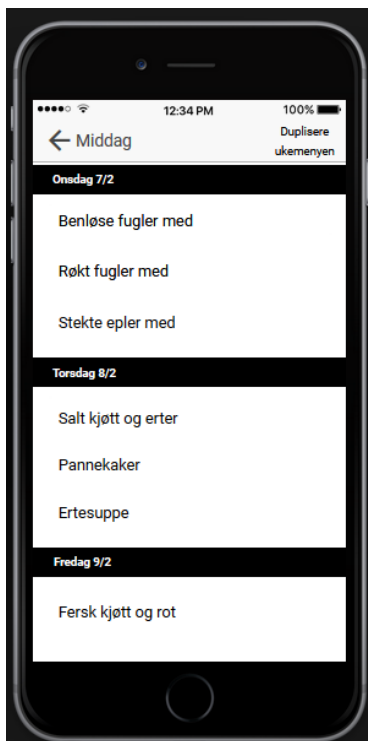 12:34 PM
100%
Middag
Duplisere
ukemenyen
Onsdag 7/2
Benløse fugler med
Røkt fugler med
Stekte epler med
Torsdag 8/2
Salt kjøtt og erter
Pannekaker
Ertesuppe
Fredag 9/2
Fersk kjøtt og rot